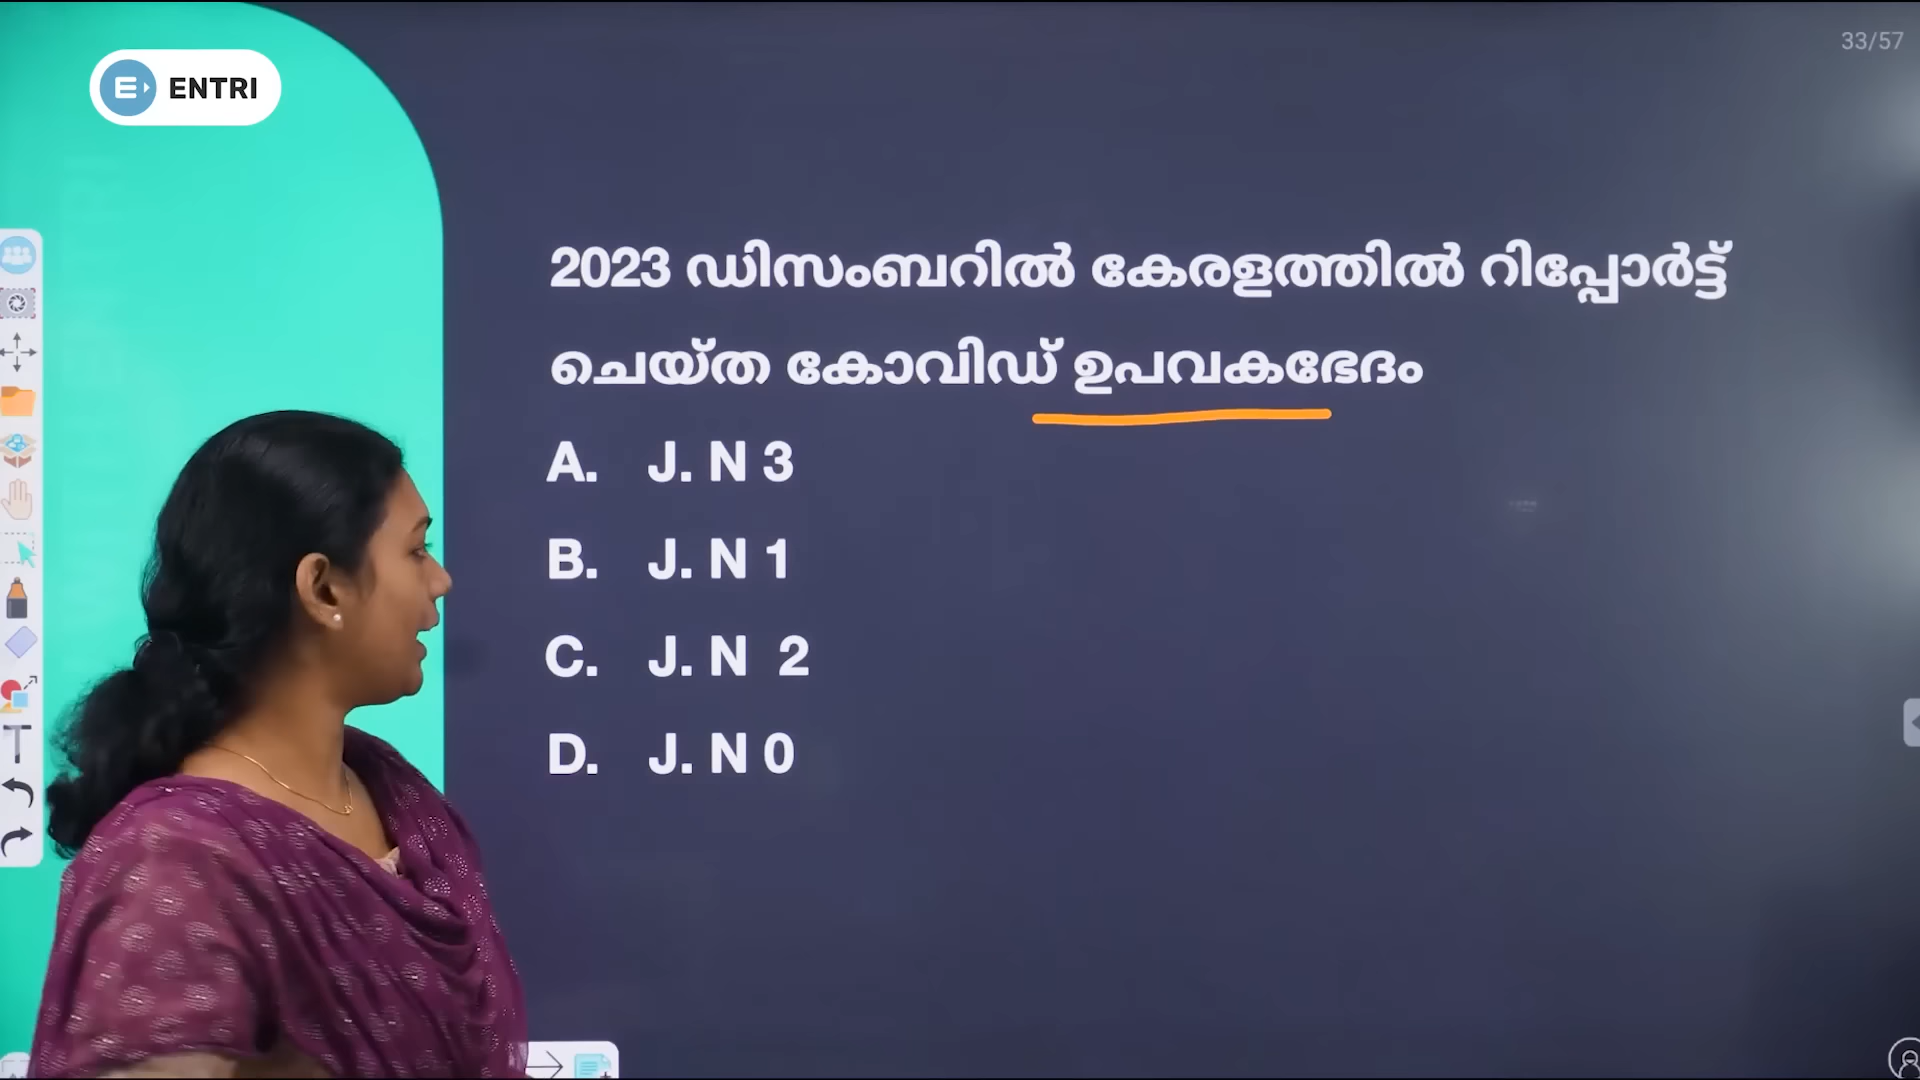 33/57
ENTRI
2023 ഡിസംബറിൽ കേരളത്തിൽ റിപ്പോർട്ട്
ചെയ്ത കോവിഡ് ഉപവകഭേദം
A. J. N 3
B. J. N 1
C. J. N 2
D. J. N 0